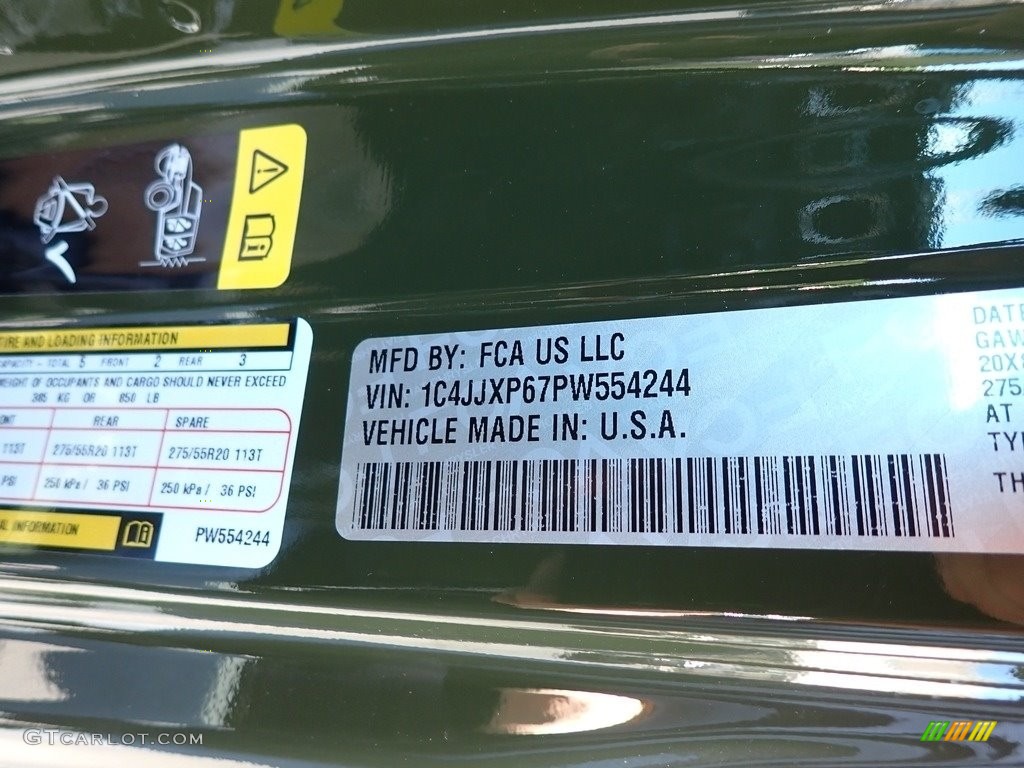 TIRE AND LOADING INFORMATION
CAPACITY - TOTAL 5 FRONT 2 REAR 3
WEIGHT OF OCCUPANTS AND CARGO SHOULD NEVER EXCEED
385 KG OR 850 LB
REAR SPARE
113T 275/55R20 113T 275/55R20 113T
PSI 250 kPa / 36 PSI 250 kPa / 36 PSI
INFORMATION
PW554244
MFD BY: FCA US LLC
VIN: 1C4JJXP67PW554244
VEHICLE MADE IN: U.S.A.
DATE
GAW
20X
275
AT
TY
TH
GTCARLOT.COM